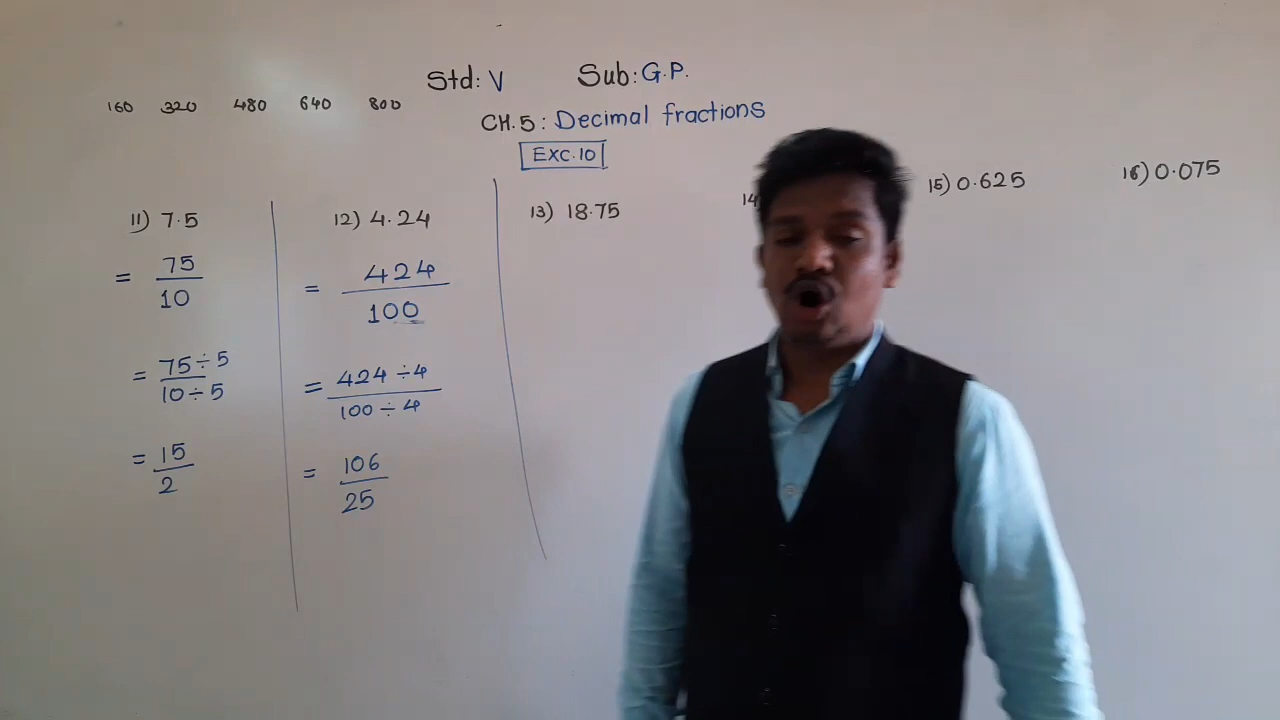 Std: V Sub: G.P.
160 320 480 640 800
CH.5: Decimal fractions
EXC.10
11) 7.5
= 75
10
= 75 ÷ 5
10 ÷ 5
= 15
2
12) 4.24
= 424
100
= 424 ÷ 4
100 ÷ 4
= 106
25
13) 18.75
14
15) 0.625
16) 0.075